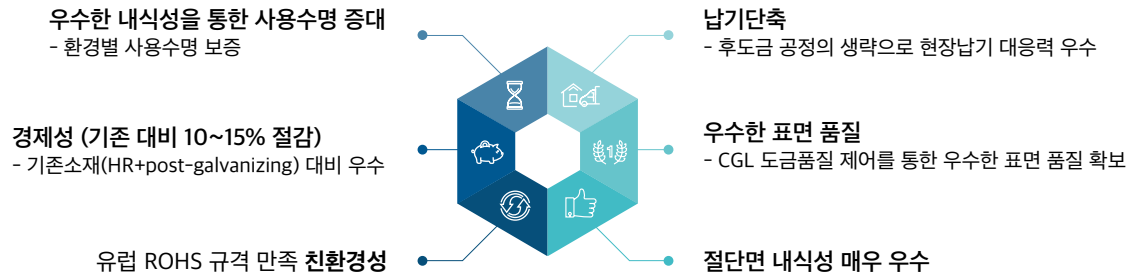 우수한 내식성을 통한 사용수명 증대
- 환경별 사용수명 보증
경제성 (기존 대비 10~15% 절감)
- 기존소재(HR+post-galvanizing) 대비 우수
유럽 ROHS 규격 만족 친환경성
납기단축
- 후도금 공정의 생략으로 현장납기 대응력 우수
우수한 표면 품질
- CGL 도금품질 제어를 통한 우수한 표면 품질 확보
절단면 내식성 매우 우수
1